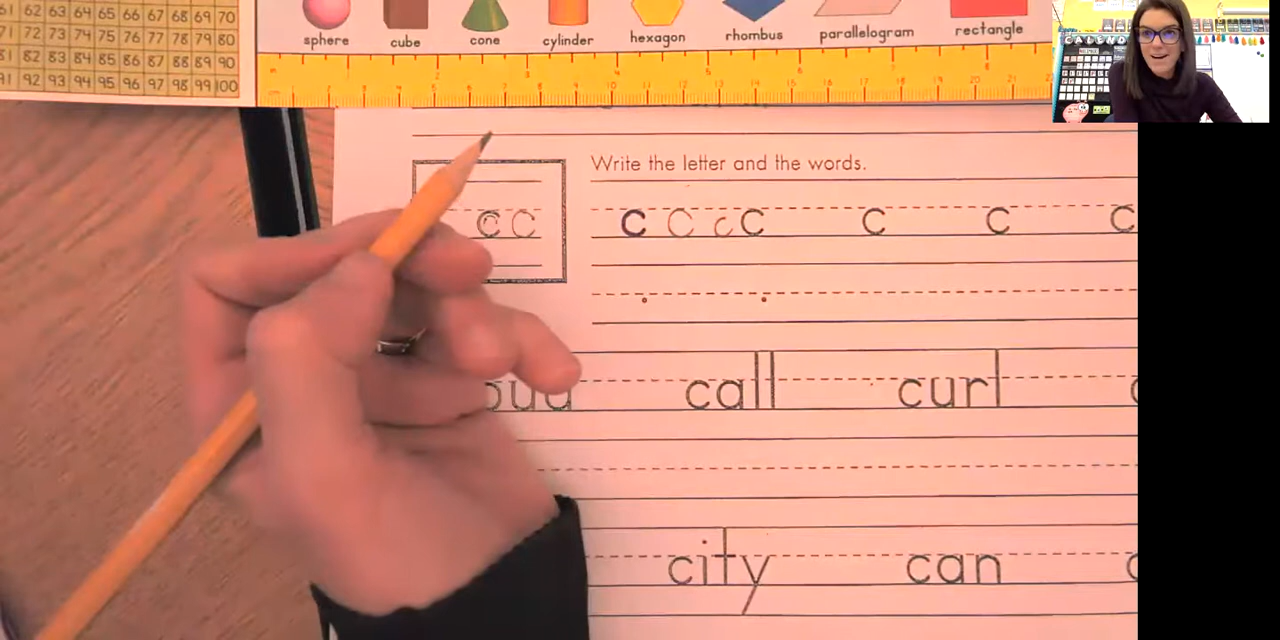 61 62 63 64 65 66 67 68 69 70
71 72 73 74 75 76 77 78 79 80
81 82 83 84 85 86 87 88 89 90
91 92 93 94 95 96 97 98 99 100
sphere cube cone cylinder hexagon rhombus parallelogram rectangle
Write the letter and the words.
c c c c c c c c c
call curl
city can